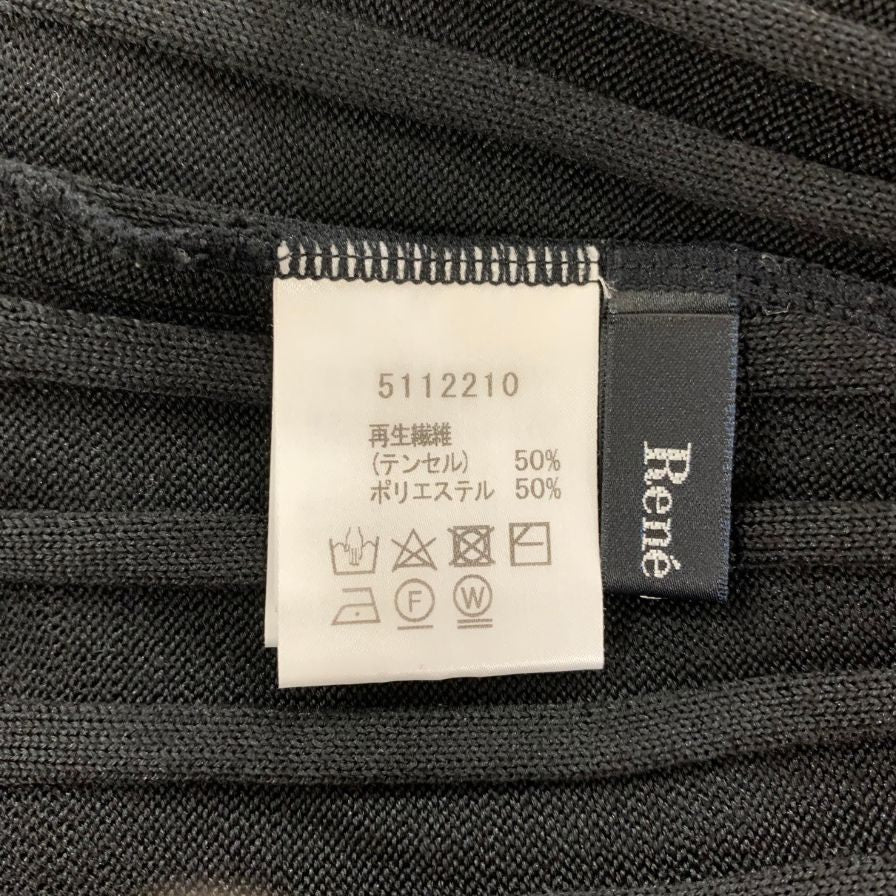 5112210
再生繊維
(テンセル) 50%
ポリエステル 50%
F
W
René